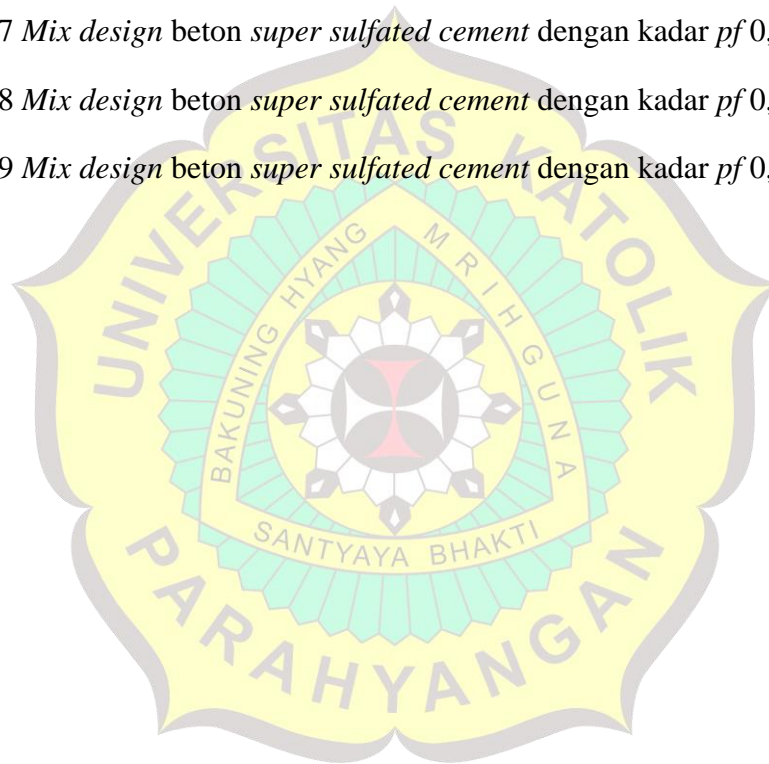 7 Mix design beton super sulfated cement dengan kadar pf 0,
8 Mix design beton super sulfated cement dengan kadar pf 0,
9 Mix design beton super sulfated cement dengan kadar pf 0,
UNIVERSITAS KATOLIK
BAKUNING HYANG MRIHGUNA
SANTYAYA BHAKTI
PARAHYANGAN